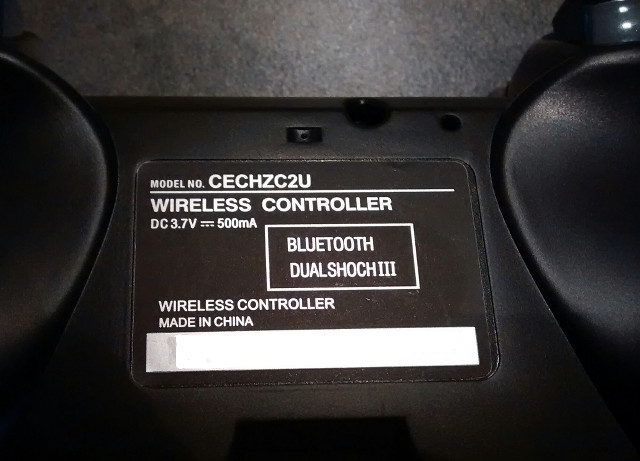 MODEL NO. CECHZC2U
WIRELESS CONTROLLER
DC 3.7V ⎓ 500mA
BLUETOOTH
DUALSHOCH III
WIRELESS CONTROLLER
MADE IN CHINA